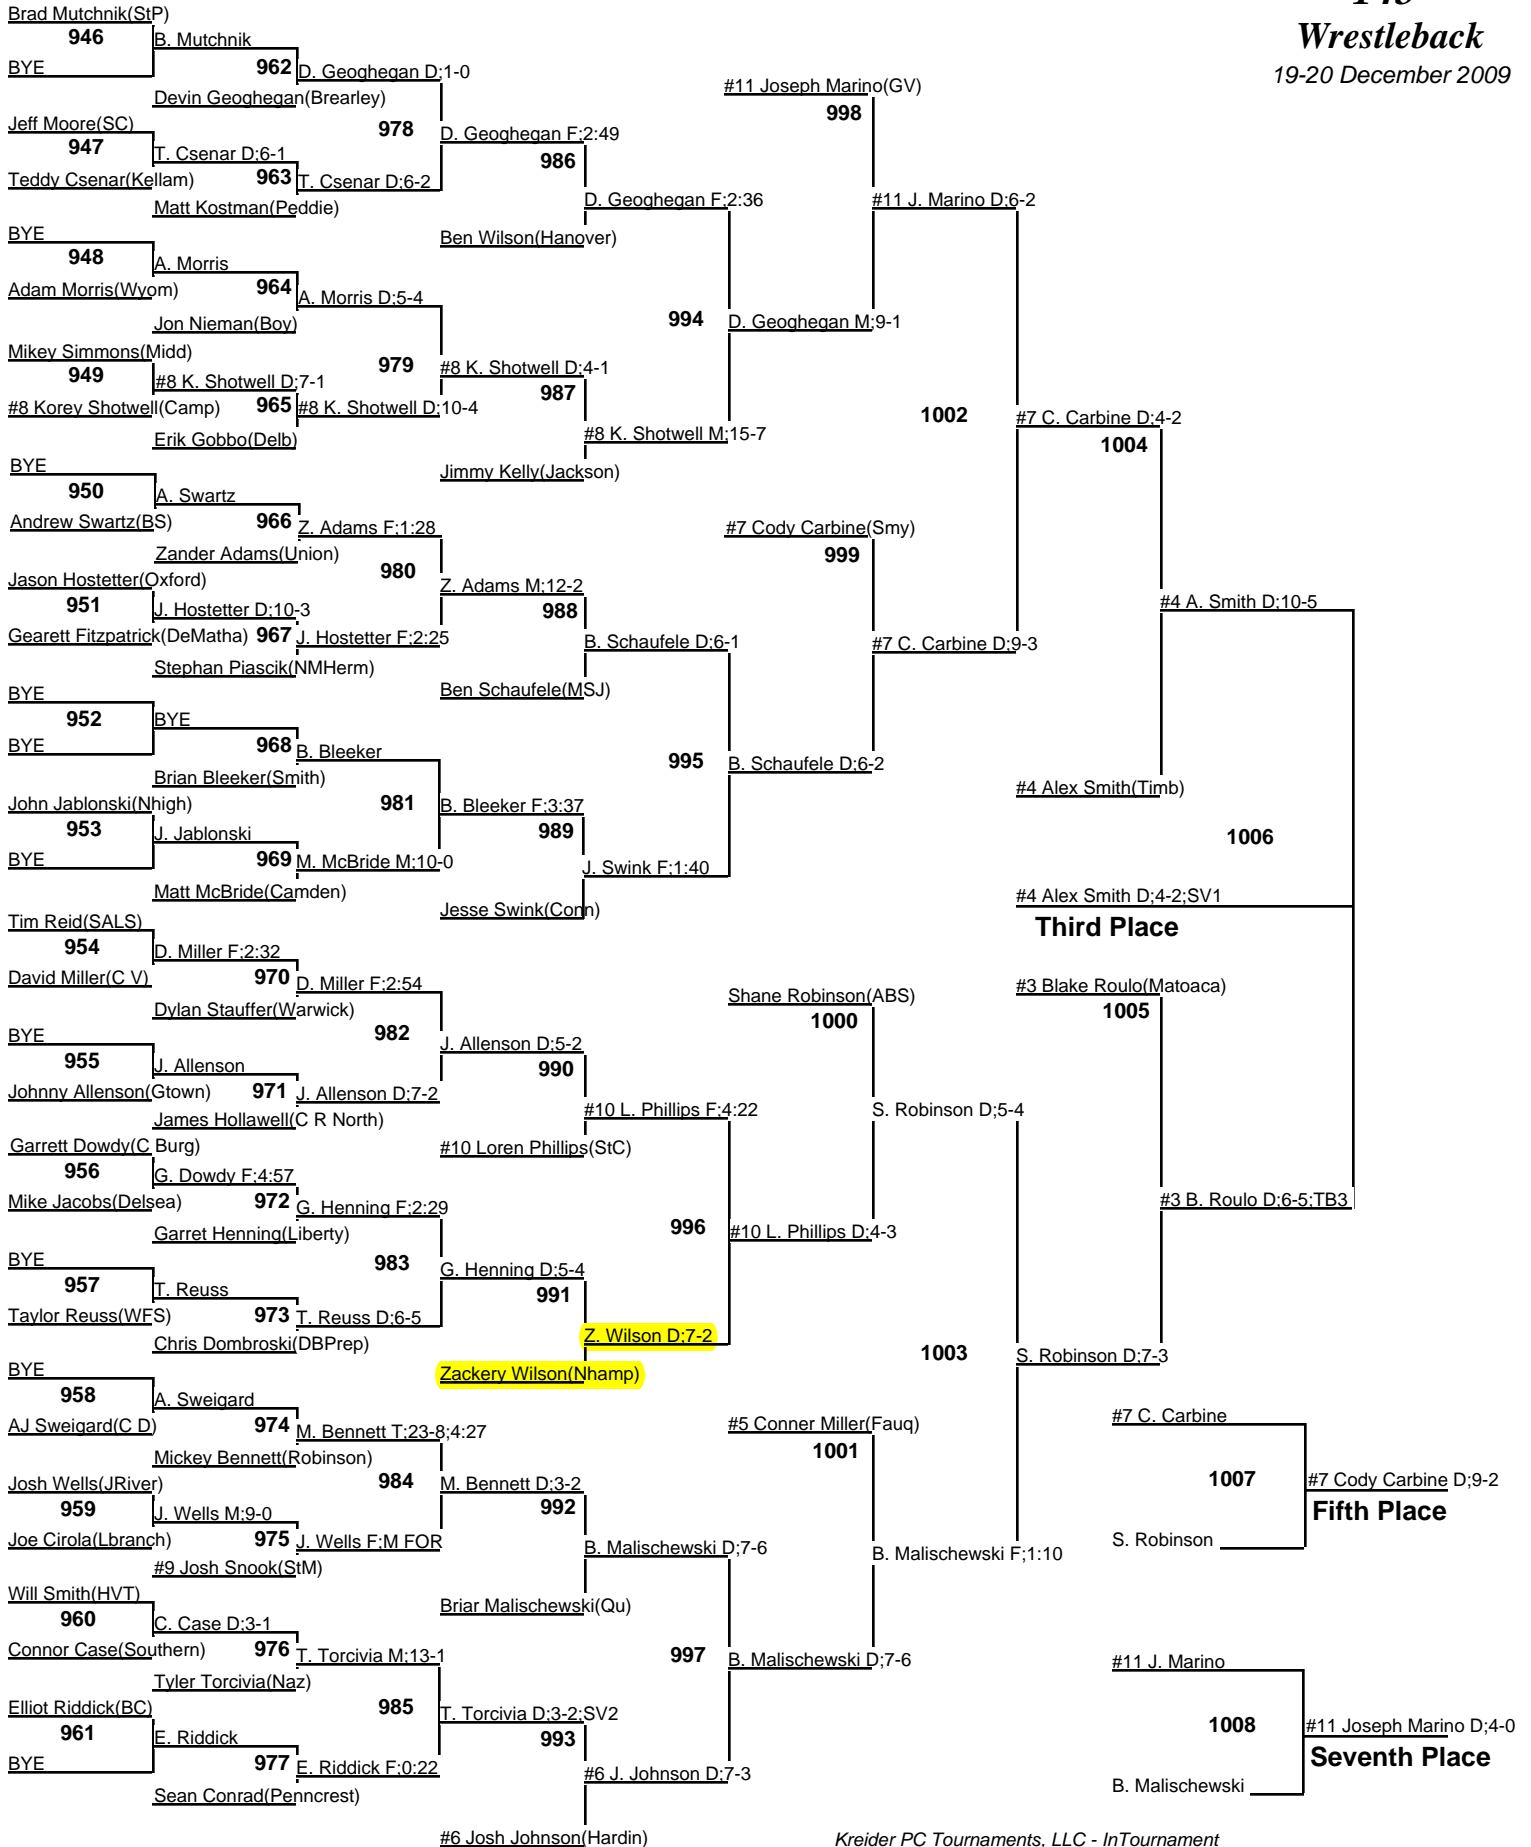 Wrestleback
19-20 December 2009
Brad Mutchnik(StP)
946
BYE
B. Mutchnik
962
Devin Geoghegan(Brearley)
D. Geoghegan D;1-0
Jeff Moore(SC)
947
Teddy Csenar(Kellam)
T. Csenar D;6-1
963
Matt Kostman(Peddie)
T. Csenar D;6-2
978
D. Geoghegan F;2:49
986
Ben Wilson(Hanover)
D. Geoghegan F;2:36
BYE
948
Adam Morris(Wyom)
A. Morris
964
Jon Nieman(Boy)
A. Morris D;5-4
Mikey Simmons(Midd)
949
#8 Korey Shotwell(Camp)
#8 K. Shotwell D;7-1
965
Erik Gobbo(Delb)
#8 K. Shotwell D;10-4
979
#8 K. Shotwell D;4-1
987
Jimmy Kelly(Jackson)
#8 K. Shotwell M;15-7
994
D. Geoghegan M;9-1
#11 Joseph Marino(GV)
998
#11 J. Marino D;6-2
BYE
950
Andrew Swartz(BS)
A. Swartz
966
Zander Adams(Union)
Z. Adams F;1:28
Jason Hostetter(Oxford)
951
Gearett Fitzpatrick(DeMatha)
J. Hostetter D;10-3
967
Stephan Piascik(NMHerm)
J. Hostetter F;2:25
980
Z. Adams M;12-2
988
Ben Schaufele(MSJ)
B. Schaufele D;6-1
BYE
952
BYE
BYE
968
Brian Bleeker(Smith)
B. Bleeker
John Jablonski(Nhigh)
953
BYE
J. Jablonski
969
Matt McBride(Camden)
M. McBride M;10-0
981
B. Bleeker F;3:37
989
Jesse Swink(Conn)
J. Swink F;1:40
995
B. Schaufele D;6-2
#7 Cody Carbine(Smy)
999
#7 C. Carbine D;9-3
1002
#7 C. Carbine D;4-2
1004
#4 Alex Smith(Timb)
#4 A. Smith D;10-5
1006
#4 Alex Smith D;4-2;SV1
Third Place
Tim Reid(SALS)
954
David Miller(C V)
D. Miller F;2:32
970
Dylan Stauffer(Warwick)
D. Miller F;2:54
BYE
955
Johnny Allenson(Gtown)
J. Allenson
971
James Hollawell(C R North)
J. Allenson D;7-2
982
J. Allenson D;5-2
990
#10 Loren Phillips(StC)
#10 L. Phillips F;4:22
Garrett Dowdy(C Burg)
956
Mike Jacobs(Delsea)
G. Dowdy F;4:57
972
Garret Henning(Liberty)
G. Henning F;2:29
BYE
957
Taylor Reuss(WFS)
T. Reuss
973
Chris Dombroski(DBPrep)
T. Reuss D;6-5
983
G. Henning D;5-4
991
Zackery Wilson(Nhamp)
Z. Wilson D;7-2
996
#10 L. Phillips D;4-3
Shane Robinson(ABS)
1000
S. Robinson D;5-4
BYE
958
AJ Sweigard(C D)
A. Sweigard
974
Mickey Bennett(Robinson)
M. Bennett T;23-8;4:27
Josh Wells(JRiver)
959
Joe Cirola(Lbranch)
J. Wells M;9-0
975
#9 Josh Snook(StM)
J. Wells F;M FOR
984
M. Bennett D;3-2
992
Briar Malischewski(Qu)
B. Malischewski D;7-6
Will Smith(HVT)
960
Connor Case(Southern)
C. Case D;3-1
976
Tyler Torcivia(Naz)
T. Torcivia M;13-1
Elliot Riddick(BC)
961
BYE
E. Riddick
977
Sean Conrad(Penncrest)
E. Riddick F;0:22
985
T. Torcivia D;3-2;SV2
993
#6 Josh Johnson(Hardin)
#6 J. Johnson D;7-3
997
B. Malischewski D;7-6
#5 Conner Miller(Fauq)
1001
B. Malischewski F;1:10
1003
S. Robinson D;7-3
#3 Blake Roulo(Matoaca)
1005
#3 B. Roulo D;6-5;TB3
#7 C. Carbine
1007
S. Robinson
#7 Cody Carbine D;9-2
Fifth Place
#11 J. Marino
1008
B. Malischewski
#11 Joseph Marino D;4-0
Seventh Place
Kreider PC Tournaments, LLC - InTournament